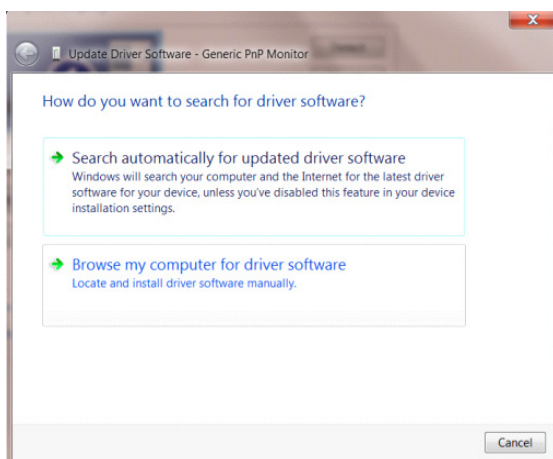 Update Driver Software - Generic PnP Monitor
How do you want to search for driver software?
Search automatically for updated driver software
Windows will search your computer and the Internet for the latest driver
software for your device, unless you've disabled this feature in your device
installation settings.
Browse my computer for driver software
Locate and install driver software manually.
Cancel